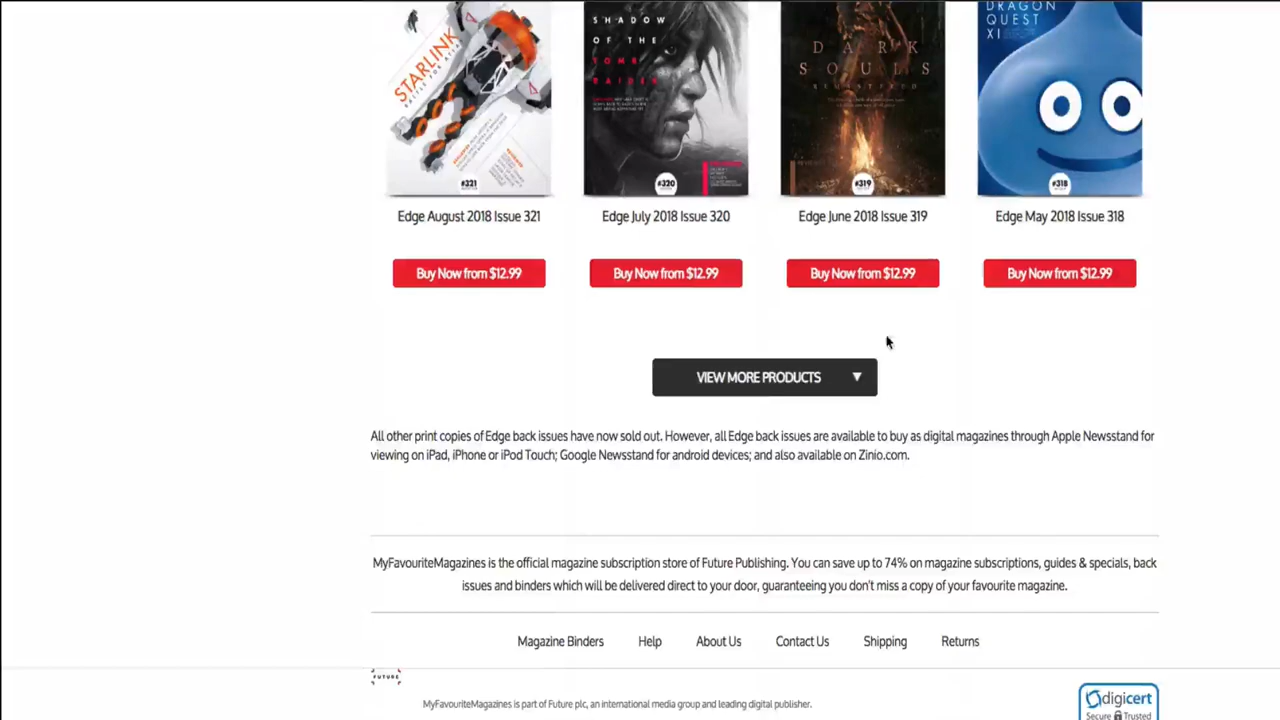 STARLINK
#321
SHADOW
OF THE
TOMB
RAIDER
#320
DARK
SOULS
REMASTERED
#319
DRAGON
QUEST
XI
#318
Edge August 2018 Issue 321
Edge July 2018 Issue 320
Edge June 2018 Issue 319
Edge May 2018 Issue 318
Buy Now from $12.99
Buy Now from $12.99
Buy Now from $12.99
Buy Now from $12.99
VIEW MORE PRODUCTS
All other print copies of Edge back issues have now sold out. However, all Edge back issues are available to buy as digital magazines through Apple Newsstand for
viewing on iPad, iPhone or iPod Touch; Google Newsstand for android devices; and also available on Zinio.com.
MyFavouriteMagazines is the official magazine subscription store of Future Publishing. You can save up to 74% on magazine subscriptions, guides & specials, back
issues and binders which will be delivered direct to your door, guaranteeing you don't miss a copy of your favourite magazine.
Magazine Binders Help About Us Contact Us Shipping Returns
FUTURE
MyFavouriteMagazines is part of Future plc, an international media group and leading digital publisher.
digicert
Secure Trusted